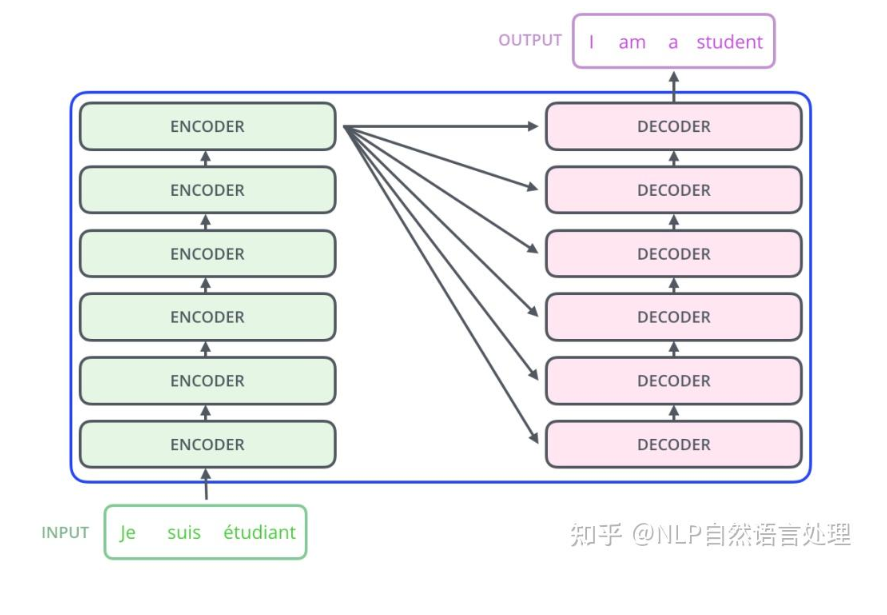 OUTPUT I am a student
ENCODER DECODER
ENCODER DECODER
ENCODER DECODER
ENCODER DECODER
ENCODER DECODER
ENCODER DECODER
INPUT Je suis étudiant
知乎 @NLP自然语言处理